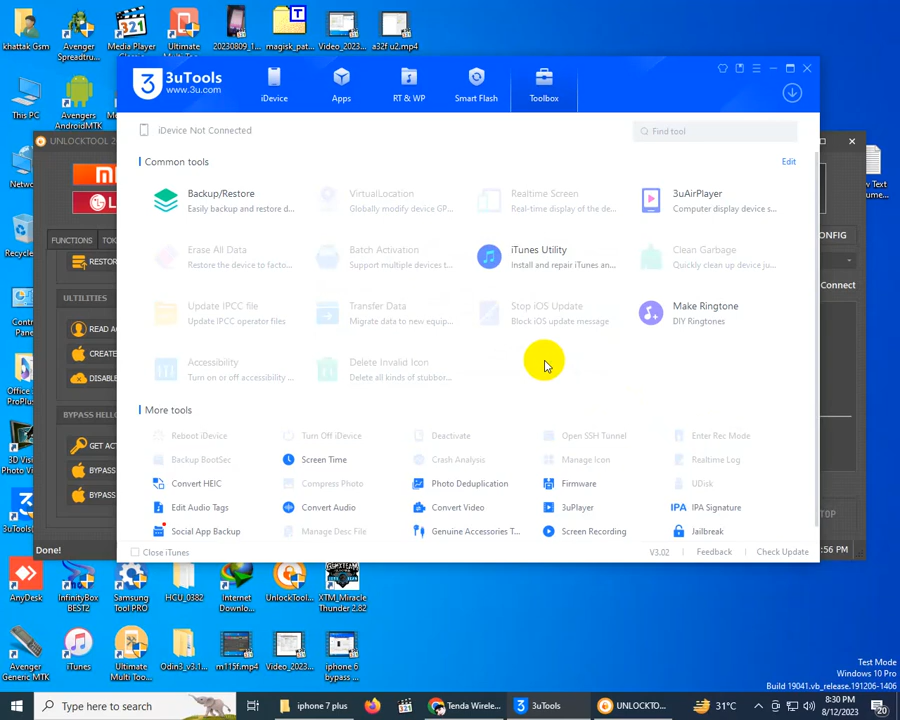 khattak Gsm
Avenger
Spreadtru...
Media Player
Ultimate
Multi Too...
20230809_1...
magisk_pat...
Video_2023...
a32f u2.mp4
3uTools
www.3u.com
iDevice
Apps
RT & WP
Smart Flash
Toolbox
This PC
Avengers
AndroidMTK
iDevice Not Connected
Find tool
UNLOCKTOOL 2
Common tools
Edit
Backup/Restore
Easily backup and restore d...
VirtualLocation
Globally modify device GP...
Realtime Screen
Real-time display of the de...
3uAirPlayer
Computer display device s...
Netwo
FUNCTIONS
CONFIG
Erase All Data
Restore the device to facto...
Batch Activation
Support multiple devices t...
iTunes Utility
Install and repair iTunes an...
Clean Garbage
Quickly clean up device ju...
Recycle
RESTOR
Connect
ULTILITIES
Update IPCC file
Update IPCC operator files
Transfer Data
Migrate data to new equip...
Stop iOS Update
Block iOS update message
Make Ringtone
DIY Ringtones
READ A
CREATE
DISABLE
Accessibility
Turn on or off accessibility ...
Delete Invalid Icon
Delete all kinds of stubbor...
Office
ProPlus
BYPASS HELLO
More tools
Reboot iDevice
Turn Off iDevice
Deactivate
Open SSH Tunnel
Enter Rec Mode
GET AC
Backup BootSec
Screen Time
Crash Analysis
Manage Icon
Realtime Log
BYPASS
Convert HEIC
Compress Photo
Photo Deduplication
Firmware
UDisk
BYPASS
Edit Audio Tags
Convert Audio
Convert Video
3uPlayer
IPA Signature
3uTools
Social App Backup
Manage Desc File
Genuine Accessories T...
Screen Recording
Jailbreak
Done!
Close iTunes
V3.02
Feedback
Check Update
:56 PM
AnyDesk
InfinityBox
BEST2
Samsung
Tool PRO
HCU_0382
Internet
Downlo...
UnlockTool...
XTM_Miracle
Thunder 2.82
Avenger
Generic MTK
iTunes
Ultimate
Multi Too...
Odin3_v3.1...
m115f.mp4
Video_2023...
iphone 6
bypass ...
Test Mode
Windows 10 Pro
Build 19041.vb_release.191206-1406
Type here to search
iphone 7 plus
Tenda Wirele...
3uTools
UNLOCKTO...
31°C
8:30 PM
8/12/2023
20